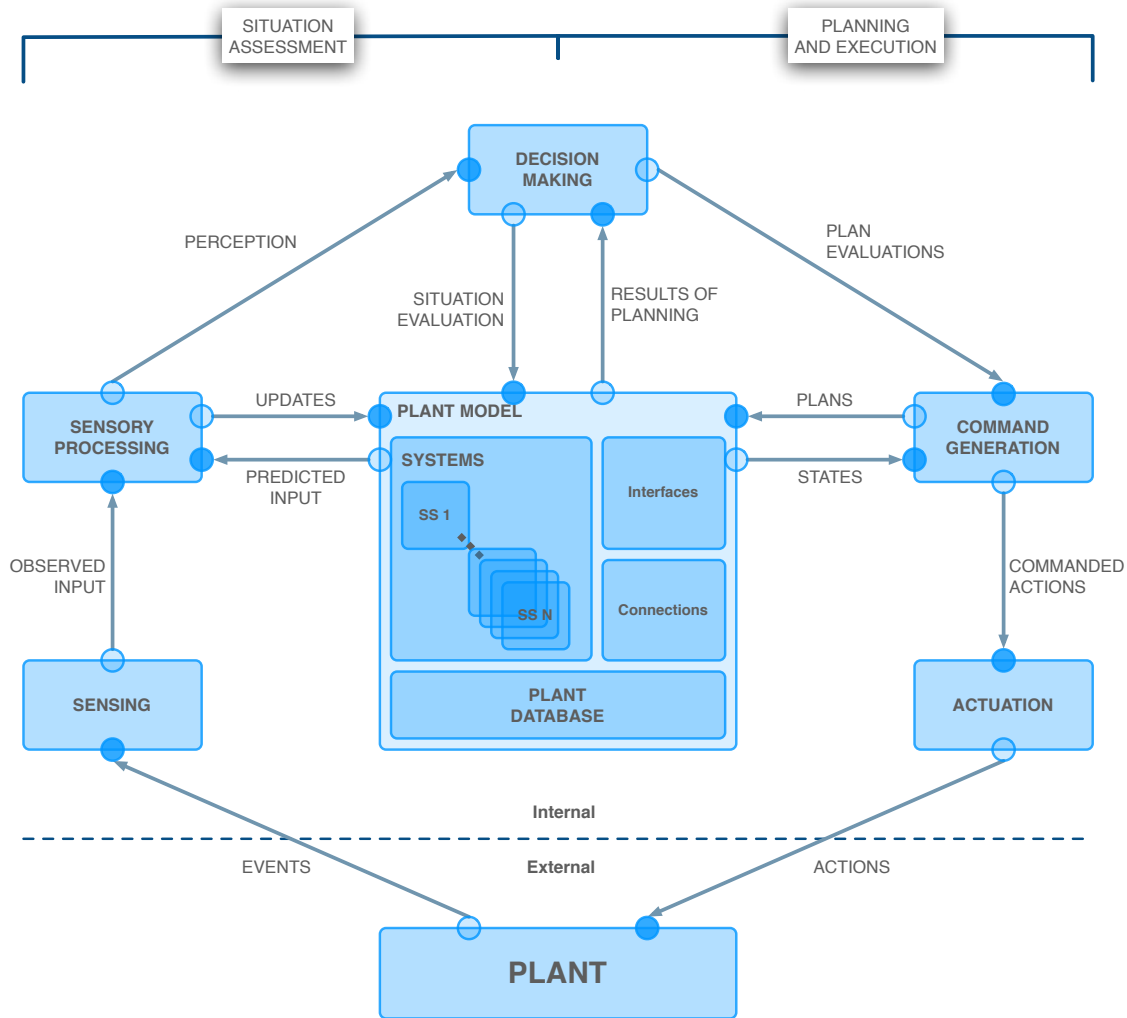 SITUATION
ASSESSMENT
PLANNING
AND EXECUTION
DECISION
MAKING
PERCEPTION
PLAN
EVALUATIONS
SITUATION
EVALUATION
RESULTS OF
PLANNING
UPDATES
PLANT MODEL
PLANS
SENSORY
PROCESSING
COMMAND
GENERATION
SYSTEMS
PREDICTED
INPUT
STATES
Interfaces
SS 1
OBSERVED
INPUT
COMMANDED
ACTIONS
Connections
SS N
SENSING
PLANT
DATABASE
ACTUATION
Internal
External
EVENTS
ACTIONS
PLANT